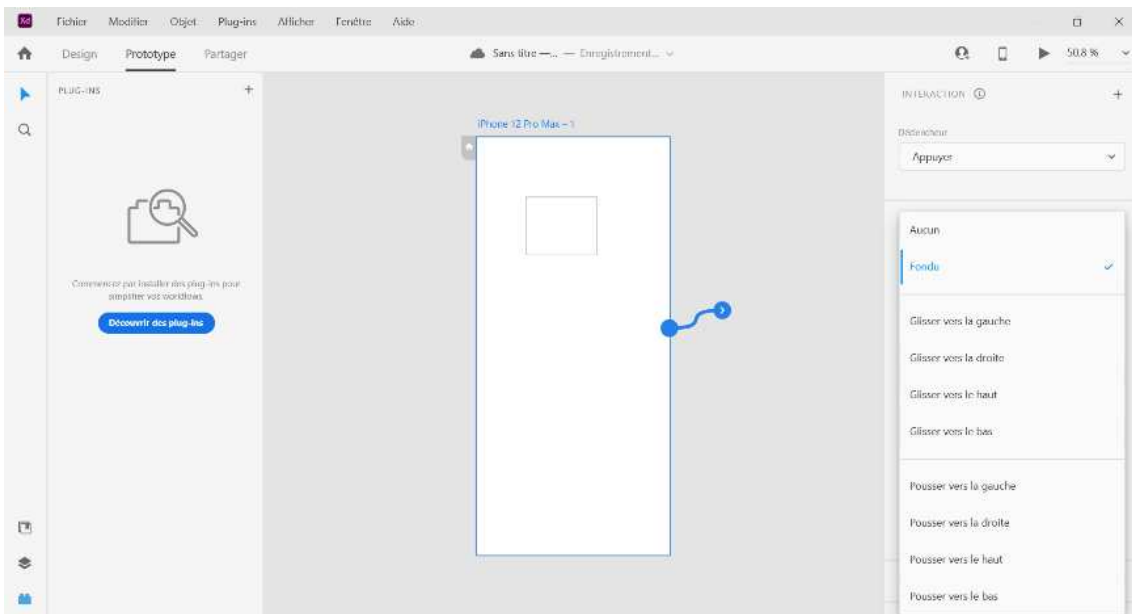 Xd
Fichier Modifier Objet Plug-ins Afficher Fenêtre Aide
Design Prototype Partager
Sans titre —... — Enregistrement...
50,8 %
PLUG-INS
INTERACTION
iPhone 12 Pro Max – 1
Déclencheur
Appuyer
Aucun
Fondu
Commencer par installer des plug-ins pour
simplifier vos workflows.
Découvrir des plug-ins
Glisser vers la gauche
Glisser vers la droite
Glisser vers le haut
Glisser vers le bas
Pousser vers la gauche
Pousser vers la droite
Pousser vers le haut
Pousser vers le bas